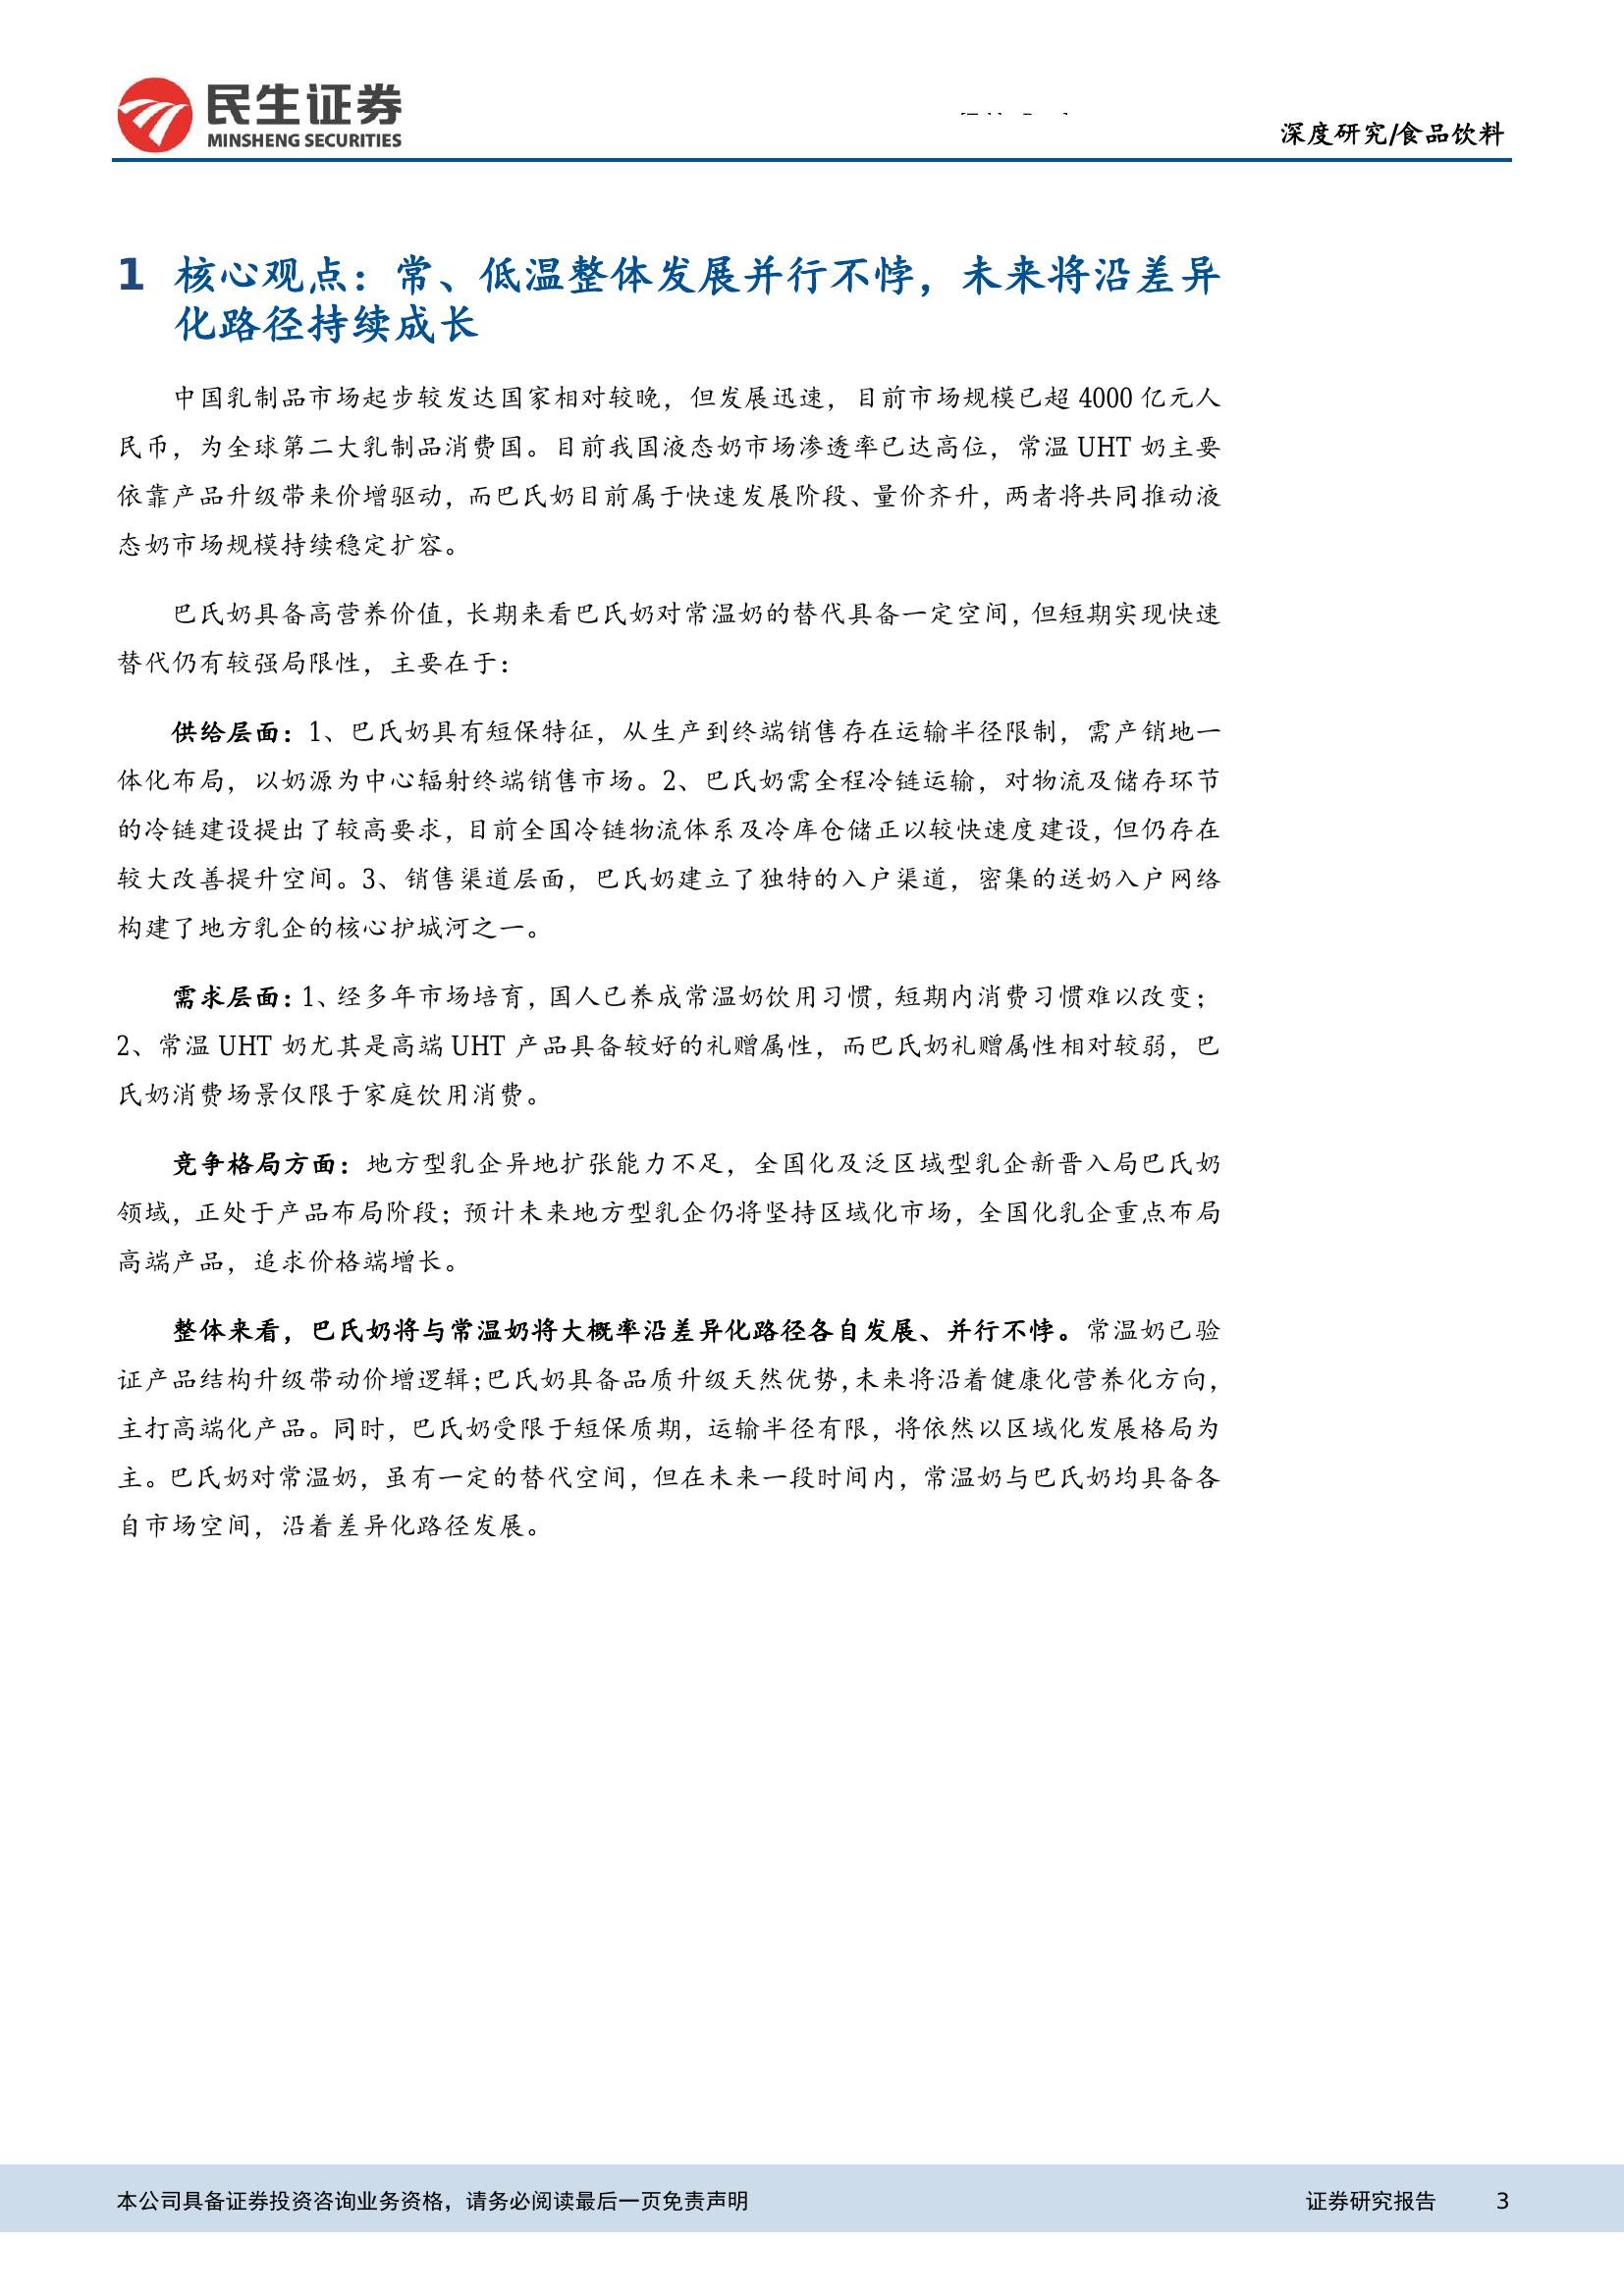 民生证券
MINSHENG SECURITIES
深度研究/食品饮料
1 核心观点：常、低温整体发展并行不悖，未来将沿差异
化路径持续成长
中国乳制品市场起步较发达国家相对较晚，但发展迅速，目前市场规模已超 4000 亿元人
民币，为全球第二大乳制品消费国。目前我国液态奶市场渗透率已达高位，常温 UHT 奶主要
依靠产品升级带来价增驱动，而巴氏奶目前属于快速发展阶段、量价齐升，两者将共同推动液
态奶市场规模持续稳定扩容。
巴氏奶具备高营养价值，长期来看巴氏奶对常温奶的替代具备一定空间，但短期实现快速
替代仍有较强局限性，主要在于：
供给层面：1、巴氏奶具有短保特征，从生产到终端销售存在运输半径限制，需产销地一
体化布局，以奶源为中心辐射终端销售市场。2、巴氏奶需全程冷链运输，对物流及储存环节
的冷链建设提出了较高要求，目前全国冷链物流体系及冷库仓储正以较快速度建设，但仍存在
较大改善提升空间。3、销售渠道层面，巴氏奶建立了独特的入户渠道，密集的送奶入户网络
构建了地方乳企的核心护城河之一。
需求层面：1、经多年市场培育，国人已养成常温奶饮用习惯，短期内消费习惯难以改变；
2、常温 UHT 奶尤其是高端 UHT 产品具备较好的礼赠属性，而巴氏奶礼赠属性相对较弱，巴
氏奶消费场景仅限于家庭饮用消费。
竞争格局方面：地方型乳企异地扩张能力不足，全国化及泛区域型乳企新晋入局巴氏奶
领域，正处于产品布局阶段；预计未来地方型乳企仍将坚持区域化市场，全国化乳企重点布局
高端产品，追求价格端增长。
整体来看，巴氏奶将与常温奶将大概率沿差异化路径各自发展、并行不悖。常温奶已验
证产品结构升级带动价增逻辑；巴氏奶具备品质升级天然优势，未来将沿着健康化营养化方向，
主打高端化产品。同时，巴氏奶受限于短保质期，运输半径有限，将依然以区域化发展格局为
主。巴氏奶对常温奶，虽有一定的替代空间，但在未来一段时间内，常温奶与巴氏奶均具备各
自市场空间，沿着差异化路径发展。
本公司具备证券投资咨询业务资格，请务必阅读最后一页免责声明
证券研究报告 3